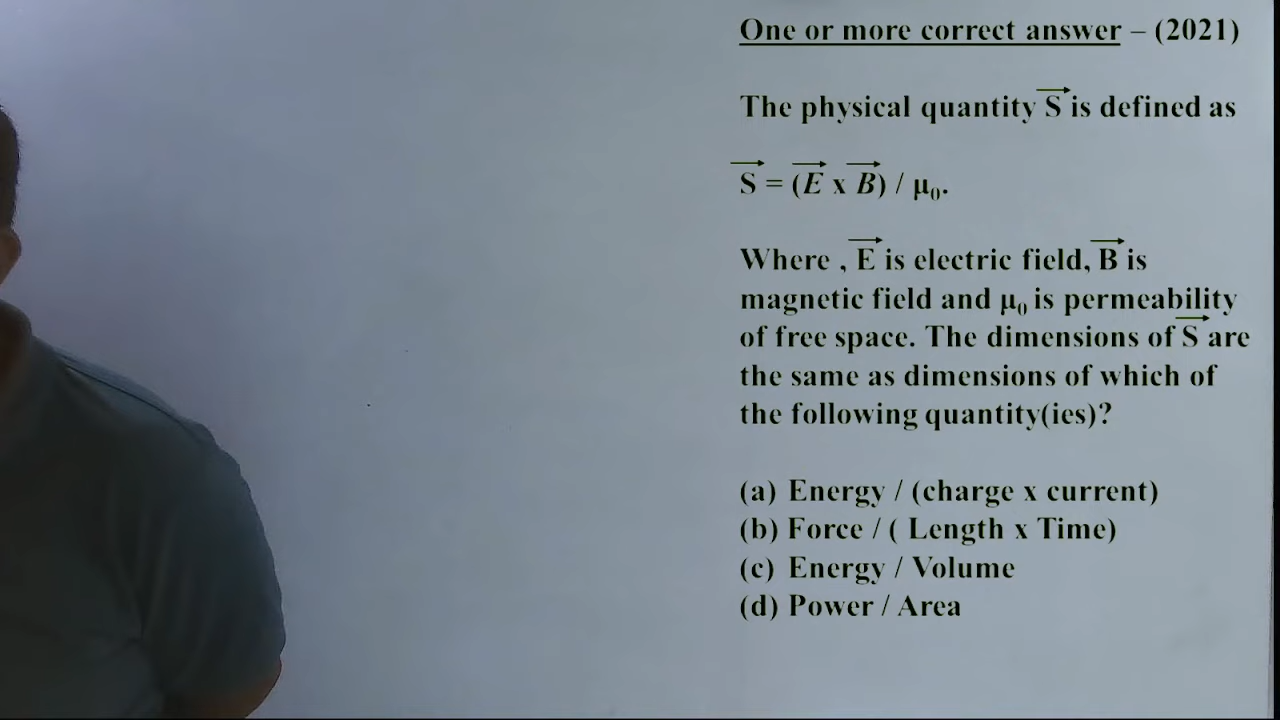 One or more correct answer – (2021)
The physical quantity S⃗ is defined as
S⃗ = (E⃗ x B⃗) / μ₀.
Where , E⃗ is electric field, B⃗ is
magnetic field and μ₀ is permeability
of free space. The dimensions of S⃗ are
the same as dimensions of which of
the following quantity(ies)?
(a) Energy / (charge x current)
(b) Force / ( Length x Time)
(c) Energy / Volume
(d) Power / Area